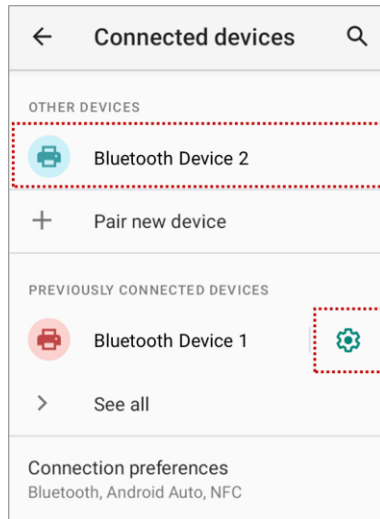 Connected devices
OTHER DEVICES
Bluetooth Device 2
Pair new device
PREVIOUSLY CONNECTED DEVICES
Bluetooth Device 1
See all
Connection preferences
Bluetooth, Android Auto, NFC